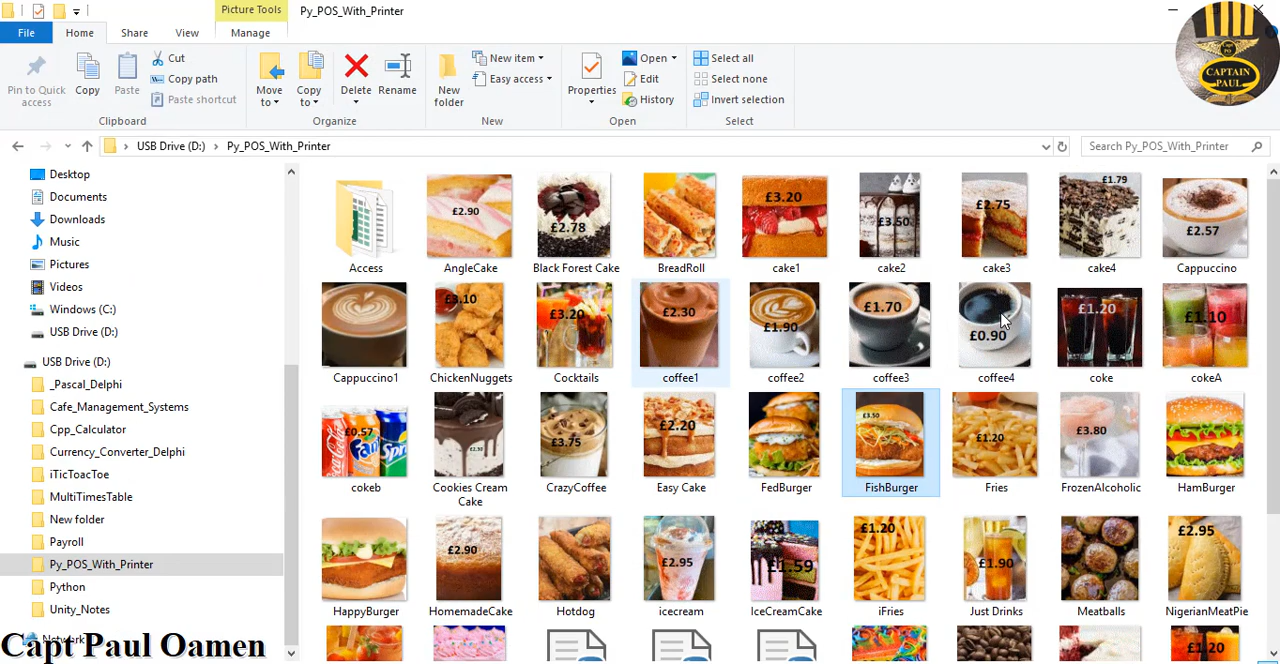 Picture Tools
Py_POS_With_Printer
File
Home
Share
View
Manage
Pin to Quick access
Copy
Paste
Cut
Copy path
Paste shortcut
Clipboard
Move to
Copy to
Delete
Rename
Organize
New folder
New item
Easy access
New
Properties
Open
Edit
History
Open
Select all
Select none
Invert selection
Select
CAPTAIN
PAUL
USB Drive (D:) Py_POS_With_Printer
Search Py_POS_With_Printer
Desktop
Documents
Downloads
Music
Pictures
Videos
Windows (C:)
USB Drive (D:)
USB Drive (D:)
_Pascal_Delphi
Cafe_Management_Systems
Cpp_Calculator
Currency_Converter_Delphi
iTicToacToe
MultiTimesTable
New folder
Payroll
Py_POS_With_Printer
Python
Unity_Notes
Network
Capt Paul Oamen
£2.90
£2.78
£3.20
£3.50
£2.75
£1.79
£2.57
Access
AngleCake
Black Forest Cake
BreadRoll
cake1
cake2
cake3
cake4
Cappuccino
£3.10
£3.20
£2.30
£1.90
£1.70
£0.90
£1.20
£1.10
Cappuccino1
ChickenNuggets
Cocktails
coffee1
coffee2
coffee3
coffee4
coke
cokeA
£0.57
£3.75
£2.20
£3.50
£1.20
£3.80
cokeb
Cookies Cream Cake
CrazyCoffee
Easy Cake
FedBurger
FishBurger
Fries
FrozenAlcoholic
HamBurger
£2.90
£2.95
£1.59
£1.20
£1.90
£2.95
HappyBurger
HomemadeCake
Hotdog
icecream
IceCreamCake
iFries
Just Drinks
Meatballs
NigerianMeatPie
£1.20